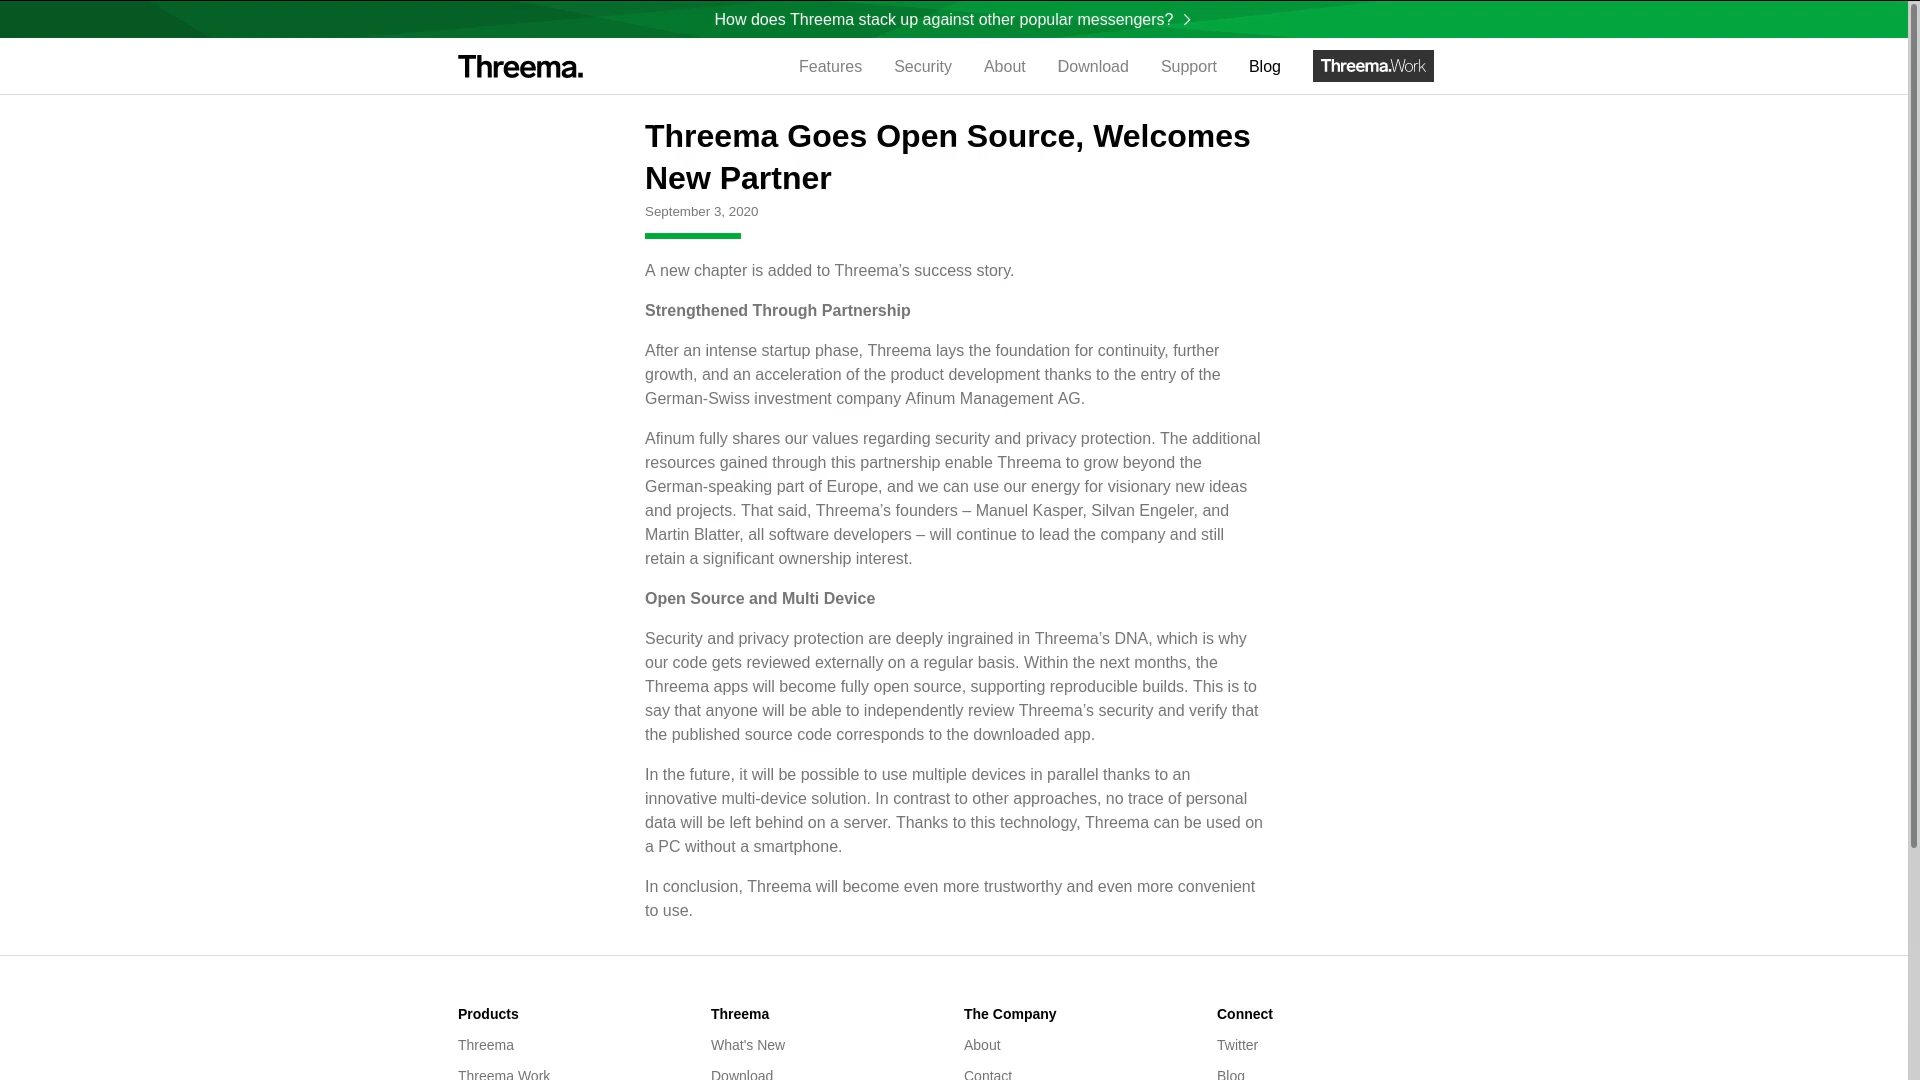 How does Threema stack up against other popular messengers?
Threema.
Features
Security
About
Download
Support
Blog
Threema.Work
Threema Goes Open Source, Welcomes
New Partner
September 3, 2020
A new chapter is added to Threema’s success story.
Strengthened Through Partnership
After an intense startup phase, Threema lays the foundation for continuity, further
growth, and an acceleration of the product development thanks to the entry of the
German-Swiss investment company Afinum Management AG.
Afinum fully shares our values regarding security and privacy protection. The additional
resources gained through this partnership enable Threema to grow beyond the
German-speaking part of Europe, and we can use our energy for visionary new ideas
and projects. That said, Threema’s founders – Manuel Kasper, Silvan Engeler, and
Martin Blatter, all software developers – will continue to lead the company and still
retain a significant ownership interest.
Open Source and Multi Device
Security and privacy protection are deeply ingrained in Threema’s DNA, which is why
our code gets reviewed externally on a regular basis. Within the next months, the
Threema apps will become fully open source, supporting reproducible builds. This is to
say that anyone will be able to independently review Threema’s security and verify that
the published source code corresponds to the downloaded app.
In the future, it will be possible to use multiple devices in parallel thanks to an
innovative multi-device solution. In contrast to other approaches, no trace of personal
data will be left behind on a server. Thanks to this technology, Threema can be used on
a PC without a smartphone.
In conclusion, Threema will become even more trustworthy and even more convenient
to use.
Products
Threema
Threema Work
Threema
What's New
Download
The Company
About
Contact
Connect
Twitter
Blog